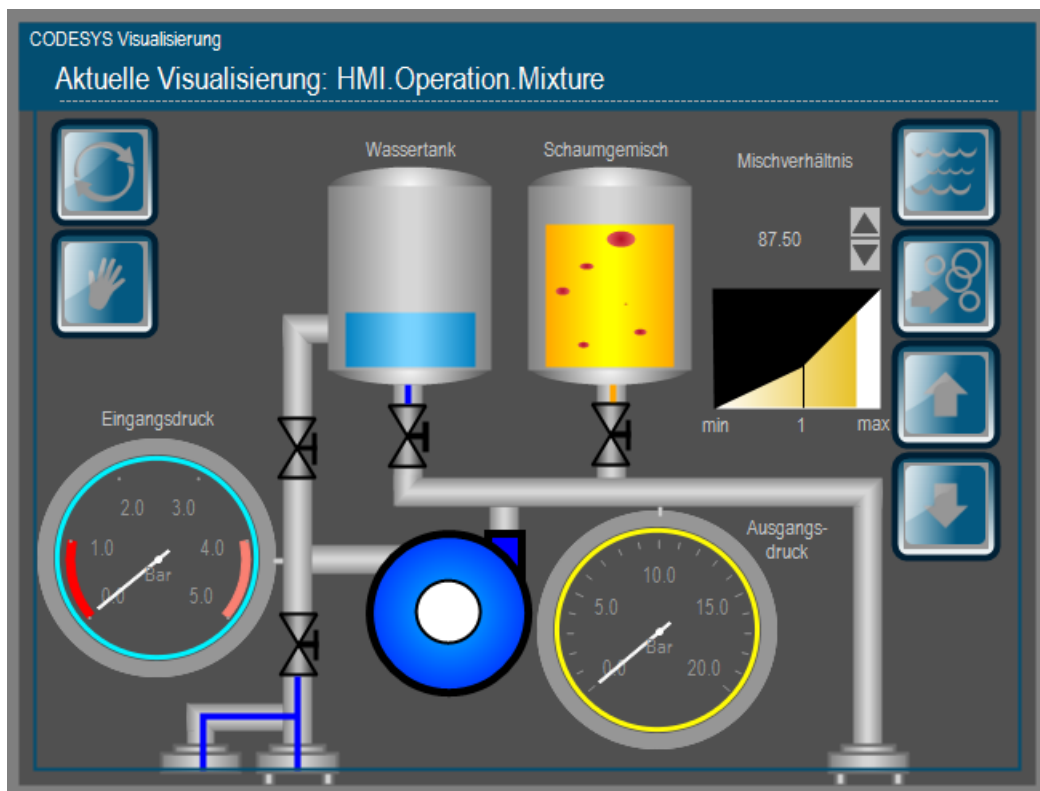 CODESYS Visualisierung
Aktuelle Visualisierung: HMI.Operation.Mixture
Wassertank
Schaumgemisch
Mischverhältnis
87.50
min 1 max
Eingangsdruck
2.0 3.0
1.0 4.0
Bar
0.0 5.0
Ausgangs-
druck
10.0
5.0 15.0
Bar
0.0 20.0